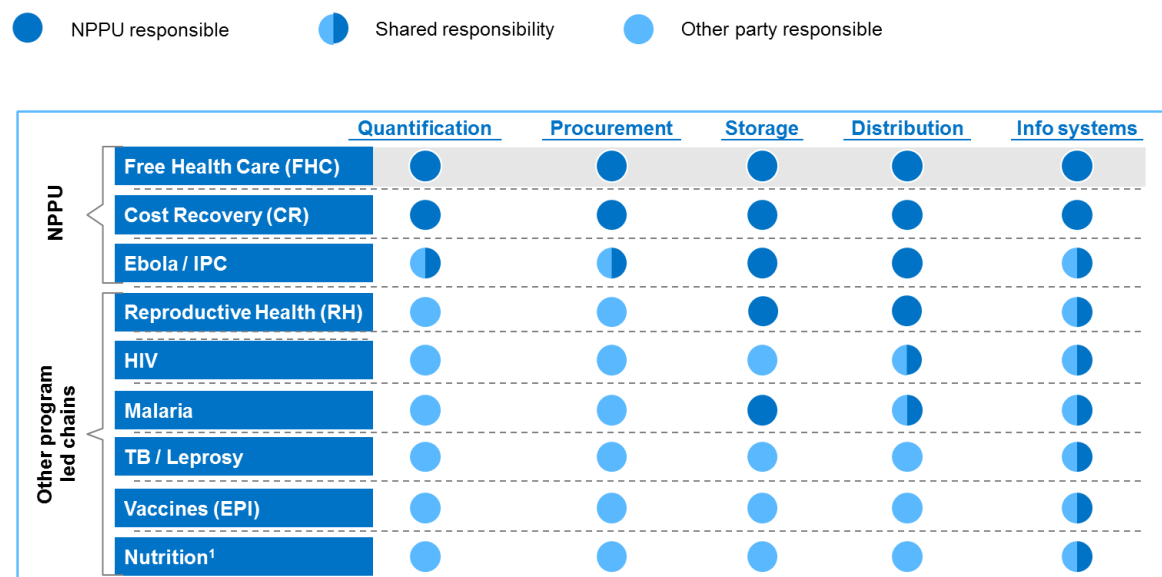 NPPU responsible
Shared responsibility
Other party responsible
Quantification
Procurement
Storage
Distribution
Info systems
NPPU
Free Health Care (FHC)
Cost Recovery (CR)
Ebola / IPC
Other program
led chains
Reproductive Health (RH)
HIV
Malaria
TB / Leprosy
Vaccines (EPI)
Nutrition¹